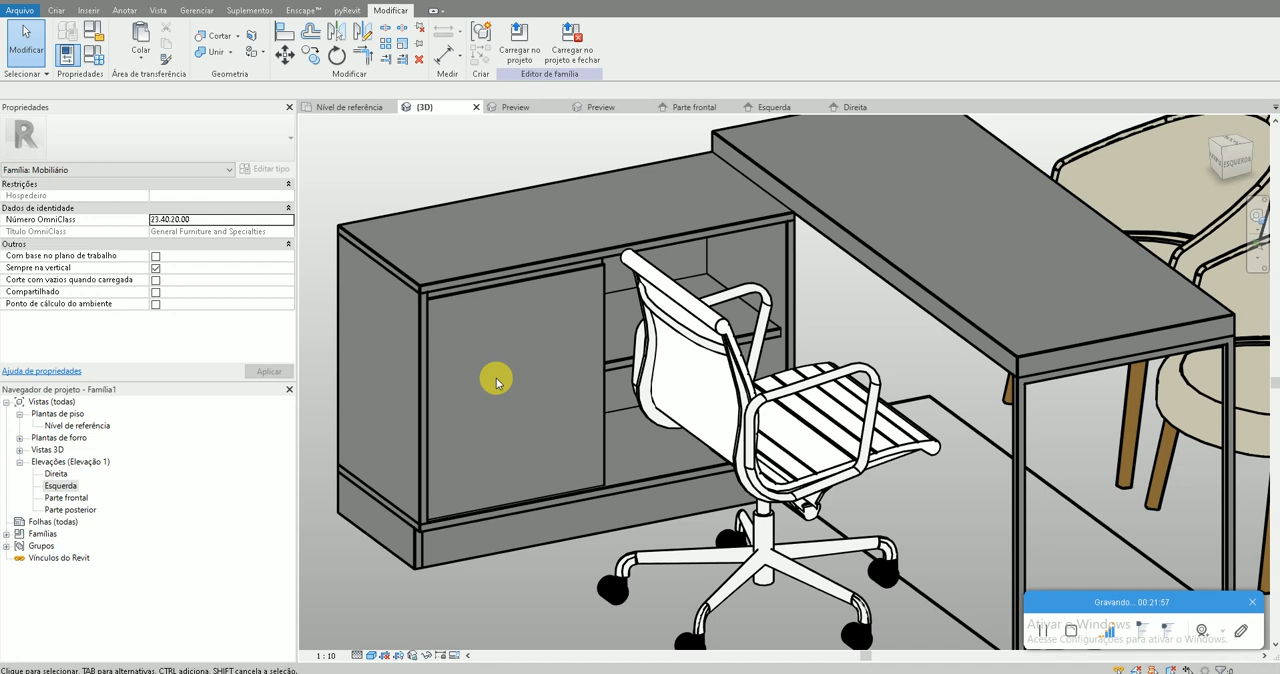 Arquivo Criar Inserir Anotar Vista Gerenciar Suplementos Enscape™ pyRevit Modificar
Modificar
Colar
Cortar
Unir
Carregar no projeto
Carregar no projeto e fechar
Selecionar Propriedades Área de transferência Geometria Modificar Medir Criar Editor de família
Propriedades
Nível de referência {3D} Preview Preview Parte frontal Esquerda Direita
R
Família: Mobiliário Editar tipo
Restrições
Hospedeiro
Dados de identidade
Número OmniClass 23.40.20.00
Título OmniClass General Furniture and Specialties
Outros
Com base no plano de trabalho
Sempre na vertical
Corte com vazios quando carregada
Compartilhado
Ponto de cálculo do ambiente
Ajuda de propriedades Aplicar
Navegador de projeto - Família1
Vistas (todas)
Plantas de piso
Nível de referência
Plantas de forro
Vistas 3D
Elevações (Elevação 1)
Direita
Esquerda
Parte frontal
Parte posterior
Folhas (todas)
Famílias
Grupos
Vínculos do Revit
ESQUERDA
Gravando... 00:21:57
Ativar o Windows
Acesse Configurações para ativar o Windows.
1 : 10
Clique para selecionar, TAB para alternativas, CTRL adiciona, SHIFT cancela a seleção.
:0